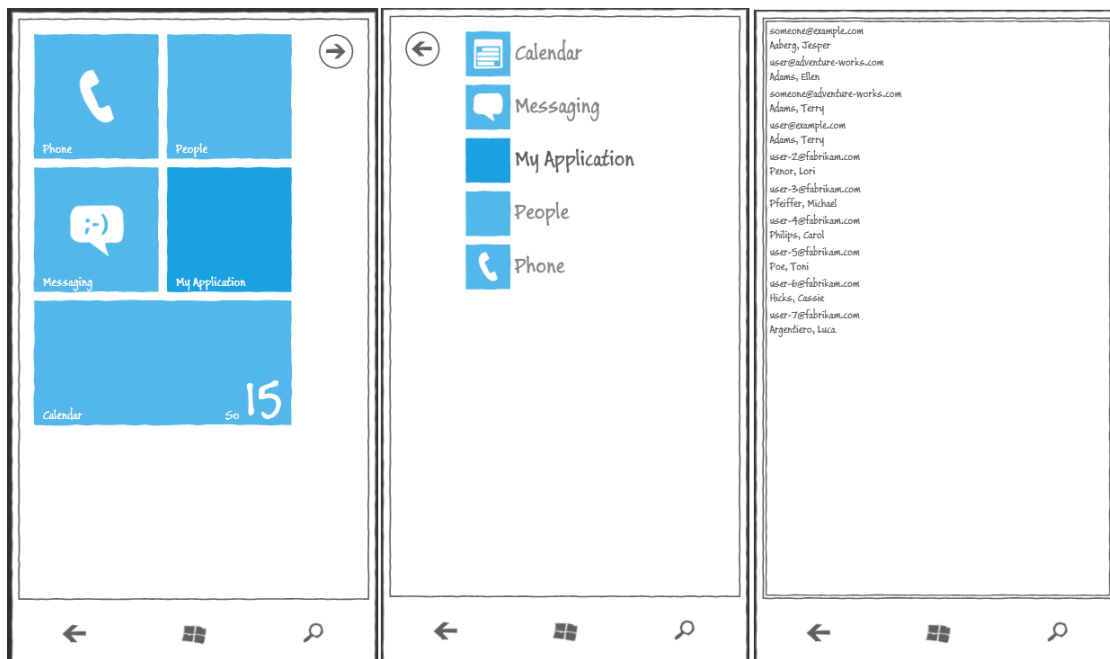 Phone
People
;-)
Messaging
My Application
Calendar
So 15
Calendar
Messaging
My Application
People
Phone
someone@example.com
Aaberg, Jesper
user@adventure-works.com
Adams, Ellen
someone@adventure-works.com
Adams, Terry
user@example.com
Adams, Terry
user-2@fabrikam.com
Penor, Lori
user-3@fabrikam.com
Pfeiffer, Michael
user-4@fabrikam.com
Philips, Carol
user-5@fabrikam.com
Poe, Toni
user-6@fabrikam.com
Hicks, Cassie
user-7@fabrikam.com
Argentiero, Luca